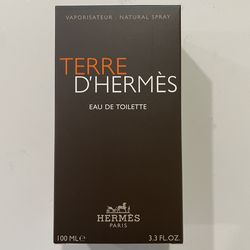 VAPORISATEUR - NATURAL SPRAY
TERRE
D'HERMÈS
EAU DE TOILETTE
HERMÈS
PARIS
100 ML℮ 3.3 FL.OZ.